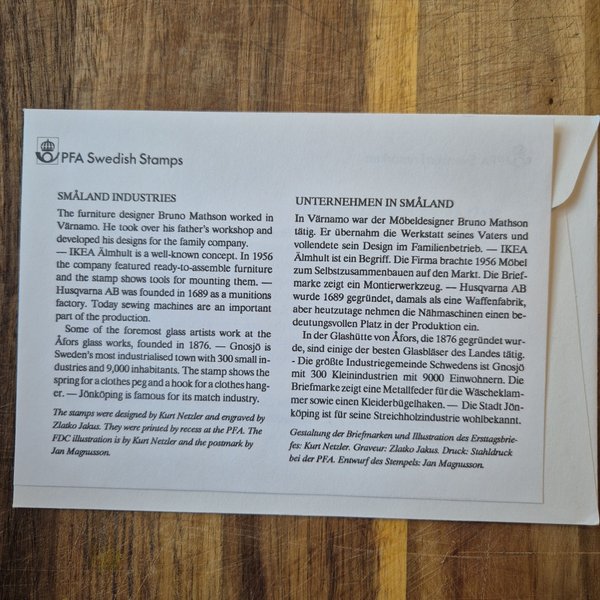 PFA Swedish Stamps
SMÅLAND INDUSTRIES
The furniture designer Bruno Mathson worked in
Värnamo. He took over his father's workshop and
developed his designs for the family company.
— IKEA Älmhult is a well-known concept. In 1956
the company featured ready-to-assemble furniture
and the stamp shows tools for mounting them. —
Husqvarna AB was founded in 1689 as a munitions
factory. Today sewing machines are an important
part of the production.
Some of the foremost glass artists work at the
Åfors glass works, founded in 1876. — Gnosjö is
Sweden's most industrialised town with 300 small in-
dustries and 9,000 inhabitants. The stamp shows the
spring for a clothes peg and a hook for a clothes hang-
er. — Jönköping is famous for its match industry.
The stamps were designed by Kurt Netzler and engraved by
Zlatko Jakus. They were printed by recess at the PFA. The
FDC illustration is by Kurt Netzler and the postmark by
Jan Magnusson.
UNTERNEHMEN IN SMÅLAND
In Värnamo war der Möbeldesigner Bruno Mathson
tätig. Er übernahm die Werkstatt seines Vaters und
vollendete sein Design im Familienbetrieb. — IKEA
Älmhult ist ein Begriff. Die Firma brachte 1956 Möbel
zum Selbstzusammenbauen auf den Markt. Die Brief-
marke zeigt ein Montierwerkzeug. — Husqvarna AB
wurde 1689 gegründet, damals als eine Waffenfabrik,
aber heutzutage nehmen die Nähmaschinen einen be-
deutungsvollen Platz in der Produktion ein.
In der Glashütte von Åfors, die 1876 gegründet wur-
de, sind einige der besten Glasbläser des Landes tätig.
- Die größte Industriegemeinde Schwedens ist Gnosjö
mit 300 Kleinindustrien mit 9000 Einwohnern. Die
Briefmarke zeigt eine Metallfeder für die Wäscheklam-
mer sowie einen Kleiderbügelhaken. — Die Stadt Jön-
köping ist für seine Streichholzindustrie wohlbekannt.
Gestaltung der Briefmarken und Illustration des Ersttagsbrie-
fes: Kurt Netzler. Graveur: Zlatko Jakus. Druck: Stahldruck
bei der PFA. Entwurf des Stempels: Jan Magnusson.